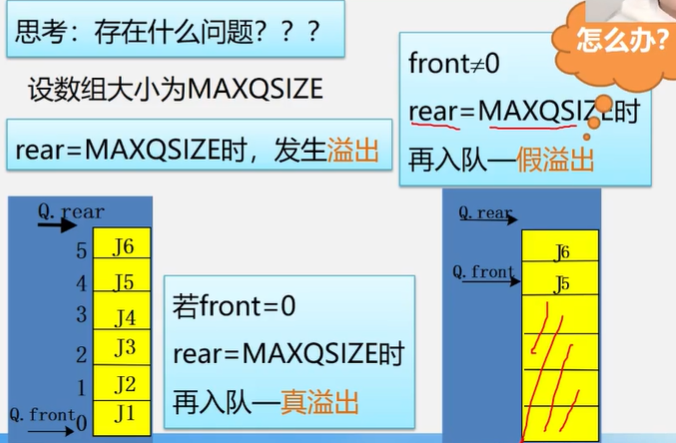 思考：存在什么问题？？？
设数组大小为MAXQSIZE
rear=MAXQSIZE时，发生溢出
front≠0
rear=MAXQSIZE时
再入队—假溢出
怎么办？
Q.rear
5 J6
4 J5
3 J4
2 J3
1 J2
Q.front 0 J1
若front=0
rear=MAXQSIZE时
再入队—真溢出
Q.rear
J6
Q.front J5